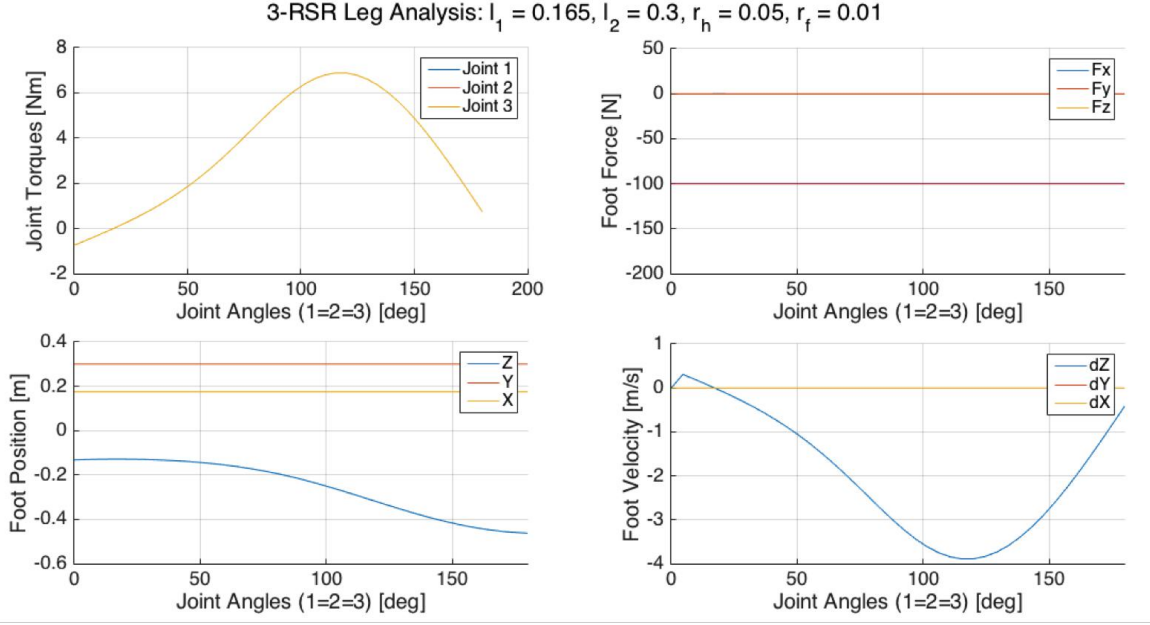 3-RSR Leg Analysis: l₁ = 0.165, l₂ = 0.3, r_h = 0.05, r_f = 0.01
8
6
4
2
0
-2
0 50 100 150 200
Joint Torques [Nm]
Joint Angles (1=2=3) [deg]
Joint 1
Joint 2
Joint 3
50
0
-50
-100
-150
-200
0 50 100 150
Foot Force [N]
Joint Angles (1=2=3) [deg]
Fx
Fy
Fz
0.4
0.2
0
-0.2
-0.4
-0.6
0 50 100 150
Foot Position [m]
Joint Angles (1=2=3) [deg]
Z
Y
X
1
0
-1
-2
-3
-4
0 50 100 150
Foot Velocity [m/s]
Joint Angles (1=2=3) [deg]
dZ
dY
dX